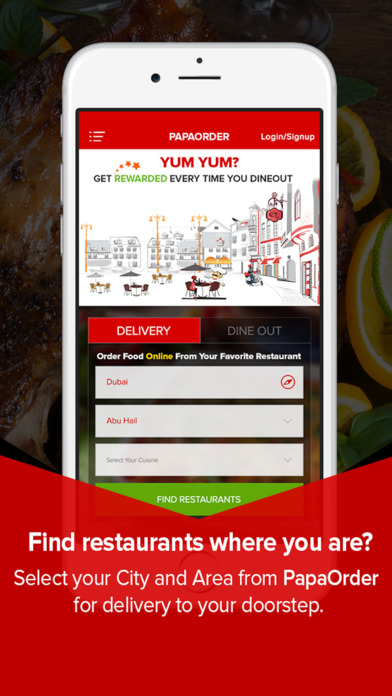 PAPAORDER
Login/Signup
YUM YUM?
GET REWARDED EVERY TIME YOU DINEOUT
DELIVERY
DINE OUT
Order Food Online From Your Favorite Restaurant
Dubai
Abu Hail
Select Your Cuisine
FIND RESTAURANTS
Find restaurants where you are?
Select your City and Area from PapaOrder
for delivery to your doorstep.